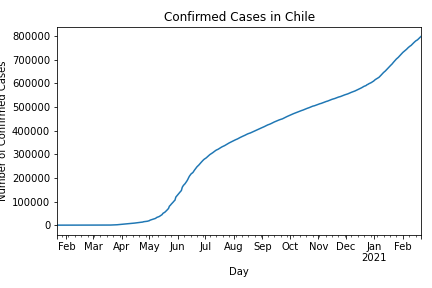 Confirmed Cases in Chile
800000
700000
600000
500000
400000
300000
200000
100000
0
Number of Confirmed Cases
Feb Mar Apr May Jun Jul Aug Sep Oct Nov Dec Jan Feb
2021
Day